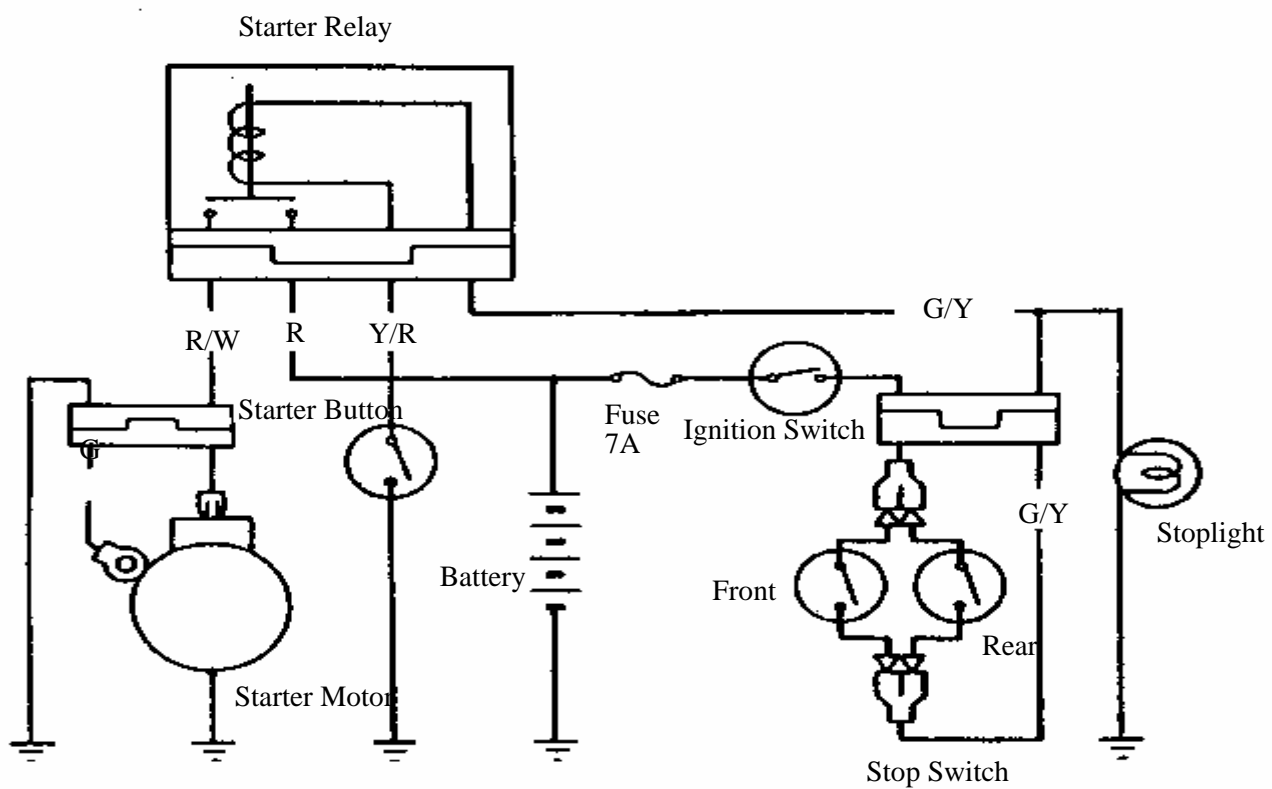 Starter Relay
G/Y
R/W
R
Y/R
Starter Button
Fuse
7A
Ignition Switch
G
G/Y
Stoplight
Battery
Front
Rear
Starter Motor
Stop Switch